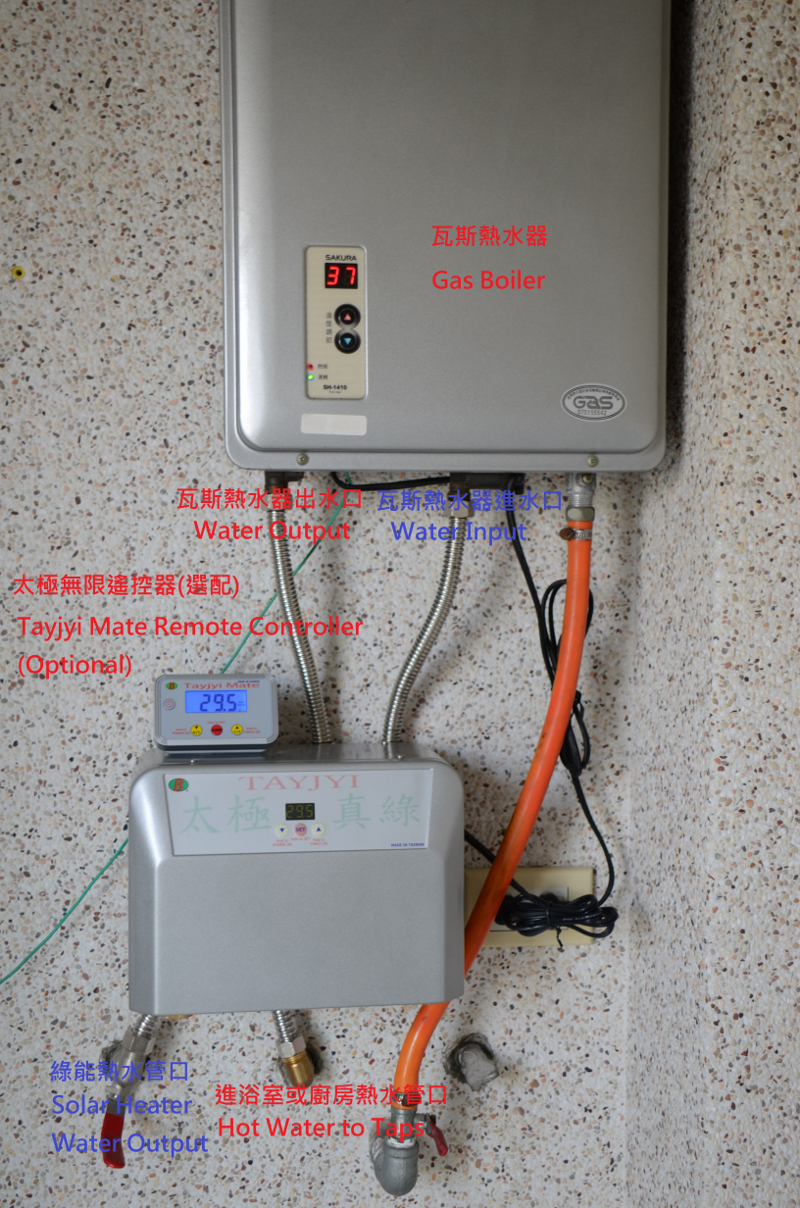 SAKURA
37
瓦斯熱水器
Gas Boiler
SH-1410
GAS
瓦斯熱水器出水口
Water Output
瓦斯熱水器進水口
Water Input
太極無限遙控器(選配)
Tayjyi Mate Remote Controller
(Optional)
Tayjyi Mate
29.5
TAYJYI
太極 真綠
29.5
SET
MADE IN TAIWAN
綠能熱水管口
Solar Heater
Water Output
進浴室或廚房熱水管口
Hot Water to Taps